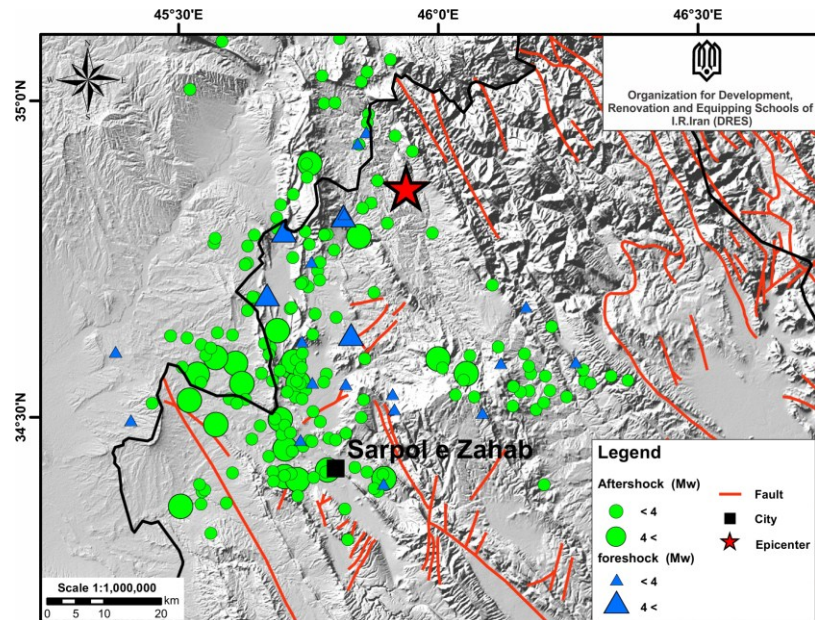 45°30'E
46°0'E
46°30'E
35°0'N
34°30'N
N
W
E
S
Organization for Development,
Renovation and Equipping Schools of
I.R.Iran (DRES)
Sarpol e Zahab
Legend
Aftershock (Mw)
< 4
4 <
foreshock (Mw)
< 4
4 <
Fault
City
Epicenter
Scale 1:1,000,000
km
0 5 10 20